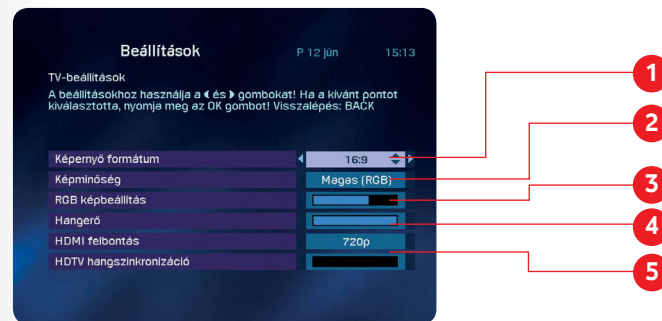 Beállítások P 12 jún 15:13
TV-beállítások
A beállításokhoz használja a és gombokat! Ha a kívánt pontot
kiválasztotta, nyomja meg az OK gombot! Visszalépés: BACK
Képernyő formátum 16:9
Képminőség Magas (RGB)
RGB képbeállítás
Hangerő
HDMI felbontás 720p
HDTV hangszinkronizáció
1
2
3
4
5